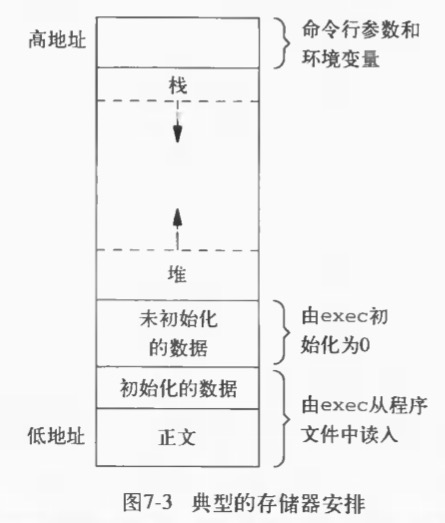 高地址
命令行参数和
环境变量
栈
堆
未初始化
的数据
由exec初
始化为0
初始化的数据
由exec从程序
文件中读入
低地址
正文
图7-3 典型的存储器安排